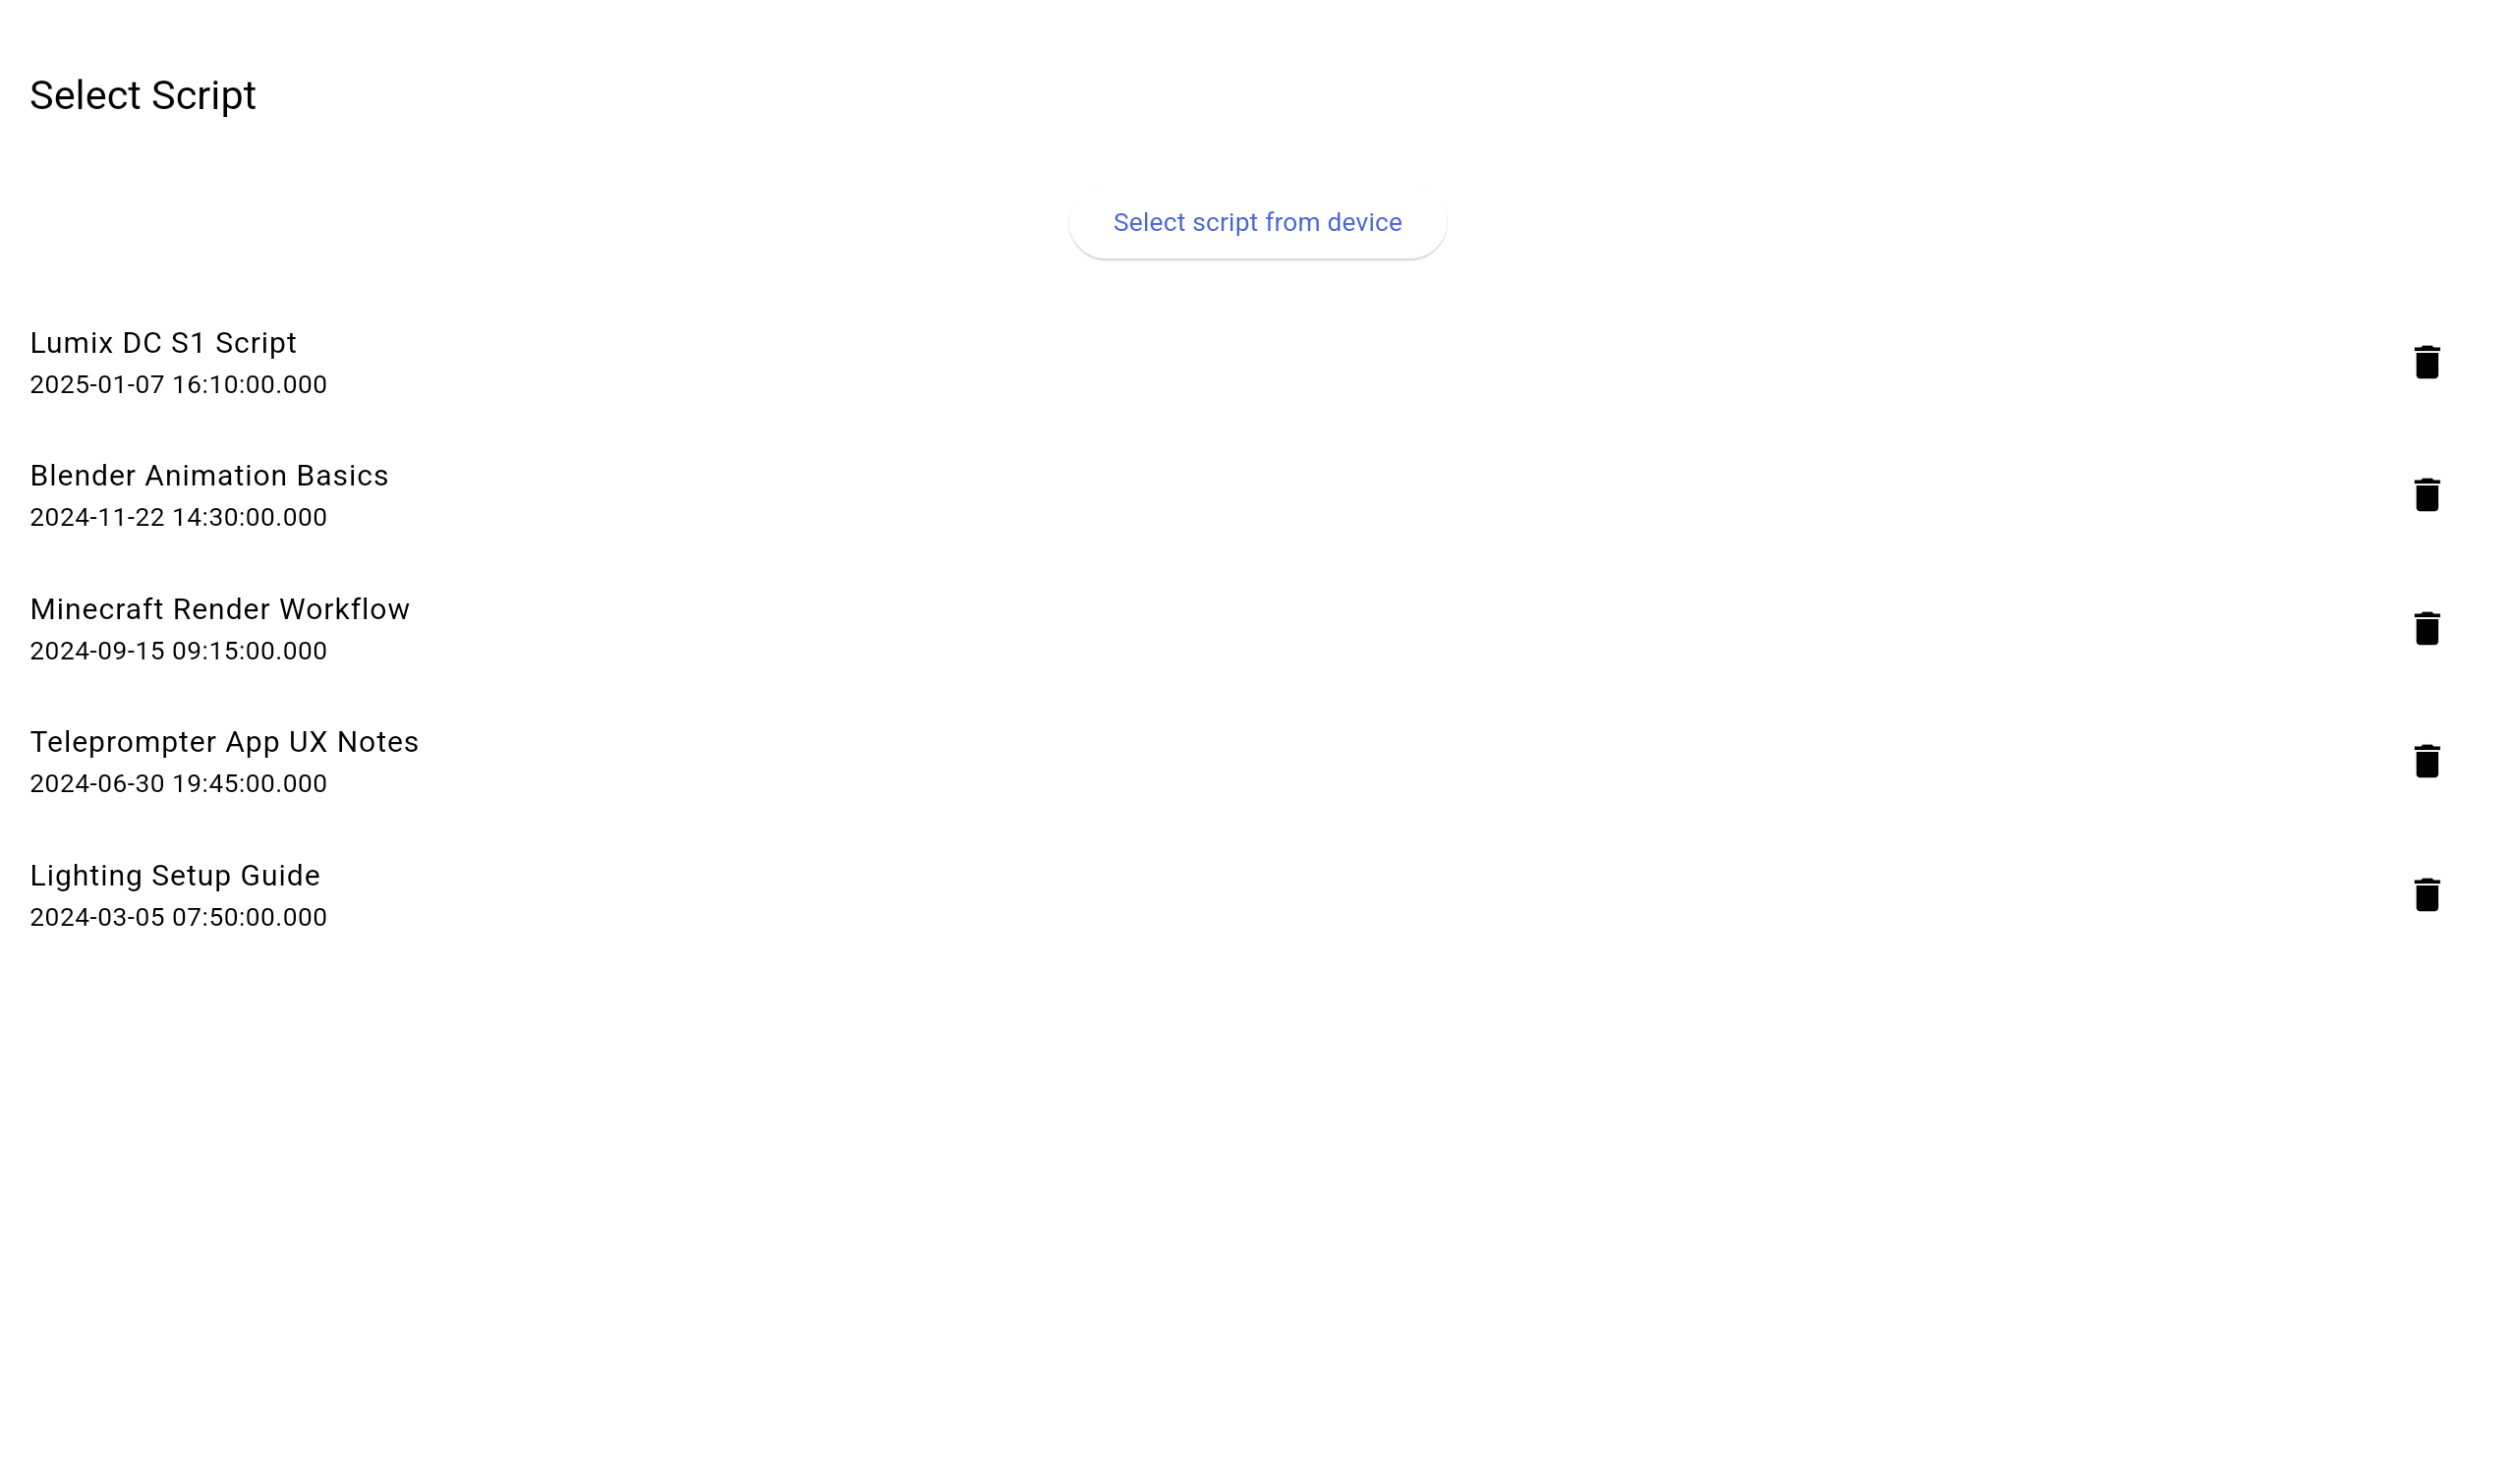 Select Script
Select script from device
Lumix DC S1 Script
2025-01-07 16:10:00.000
Blender Animation Basics
2024-11-22 14:30:00.000
Minecraft Render Workflow
2024-09-15 09:15:00.000
Teleprompter App UX Notes
2024-06-30 19:45:00.000
Lighting Setup Guide
2024-03-05 07:50:00.000